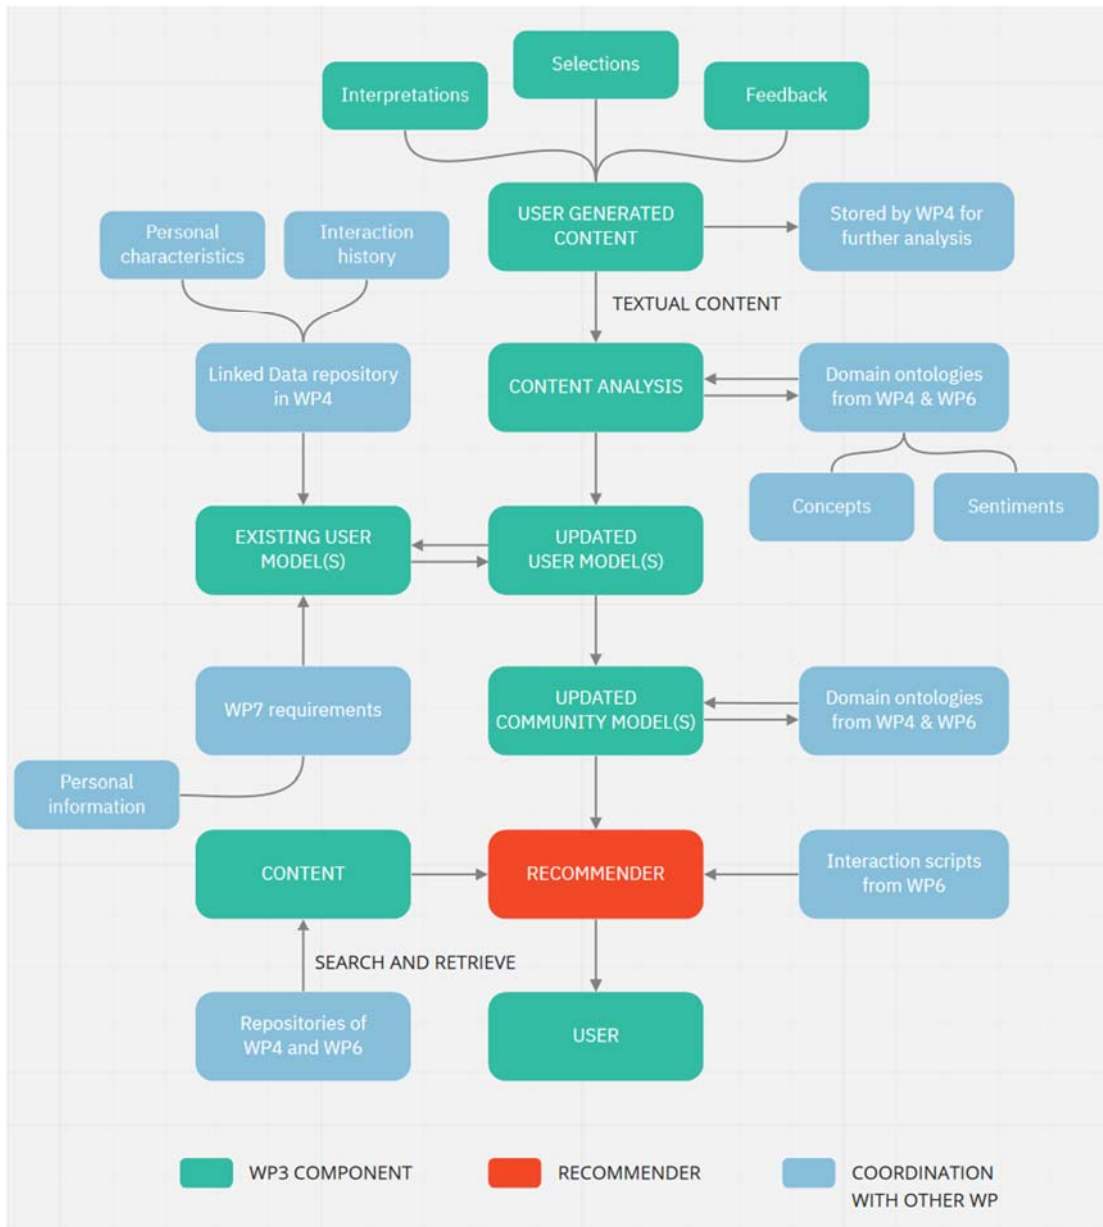 Selections
Interpretations
Feedback
USER GENERATED
CONTENT
Stored by WP4 for
further analysis
Personal
characteristics
Interaction
history
TEXTUAL CONTENT
Linked Data repository
in WP4
CONTENT ANALYSIS
Domain ontologies
from WP4 & WP6
Concepts
Sentiments
EXISTING USER
MODEL(S)
UPDATED
USER MODEL(S)
WP7 requirements
UPDATED
COMMUNITY MODEL(S)
Domain ontologies
from WP4 & WP6
Personal
information
CONTENT
RECOMMENDER
Interaction scripts
from WP6
SEARCH AND RETRIEVE
Repositories of
WP4 and WP6
USER
WP3 COMPONENT
RECOMMENDER
COORDINATION
WITH OTHER WP